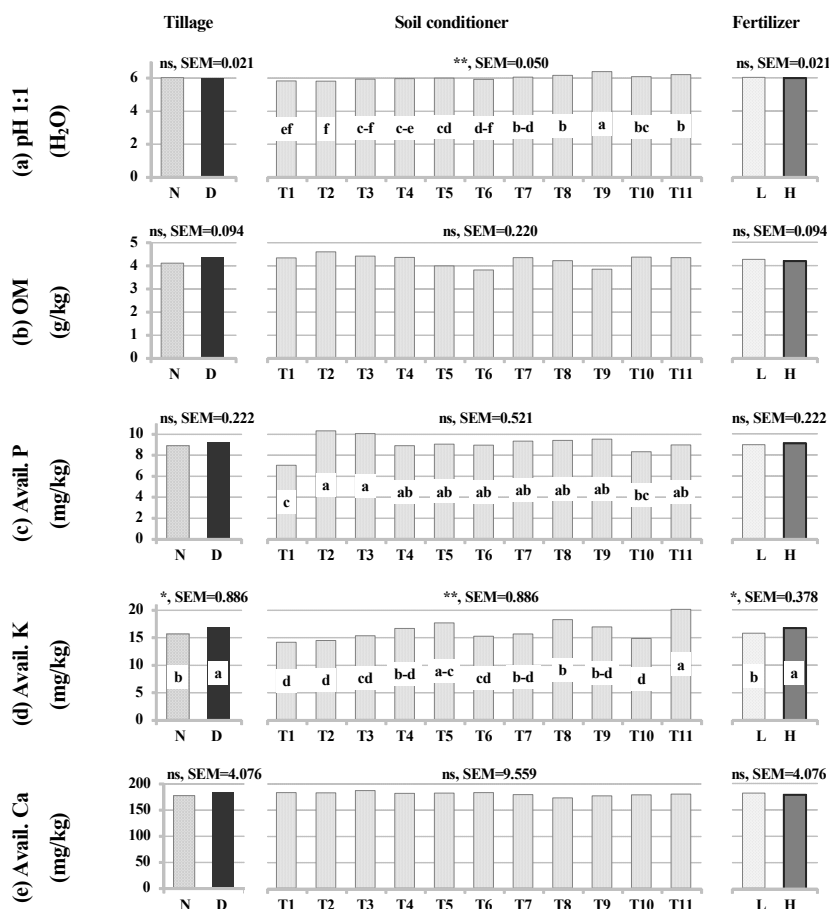 Tillage Soil conditioner Fertilizer
(a) pH 1:1
(H₂O)
ns, SEM=0.021 **, SEM=0.050 ns, SEM=0.021
6
4
2
0
ef f c-f c-e cd d-f b-d b a bc b
N D T1 T2 T3 T4 T5 T6 T7 T8 T9 T10 T11 L H
(b) OM
(g/kg)
ns, SEM=0.094 ns, SEM=0.220 ns, SEM=0.094
5
4
3
2
1
0
N D T1 T2 T3 T4 T5 T6 T7 T8 T9 T10 T11 L H
(c) Avail. P
(mg/kg)
ns, SEM=0.222 ns, SEM=0.521 ns, SEM=0.222
10
8
6
4
2
0
c a a ab ab ab ab ab ab bc ab
N D T1 T2 T3 T4 T5 T6 T7 T8 T9 T10 T11 L H
(d) Avail. K
(mg/kg)
*, SEM=0.886 **, SEM=0.886 *, SEM=0.378
20
15
10
5
0
b a d d cd b-d a-c cd b-d b b-d d a b a
N D T1 T2 T3 T4 T5 T6 T7 T8 T9 T10 T11 L H
(e) Avail. Ca
(mg/kg)
ns, SEM=4.076 ns, SEM=9.559 ns, SEM=4.076
200
150
100
50
0
N D T1 T2 T3 T4 T5 T6 T7 T8 T9 T10 T11 L H